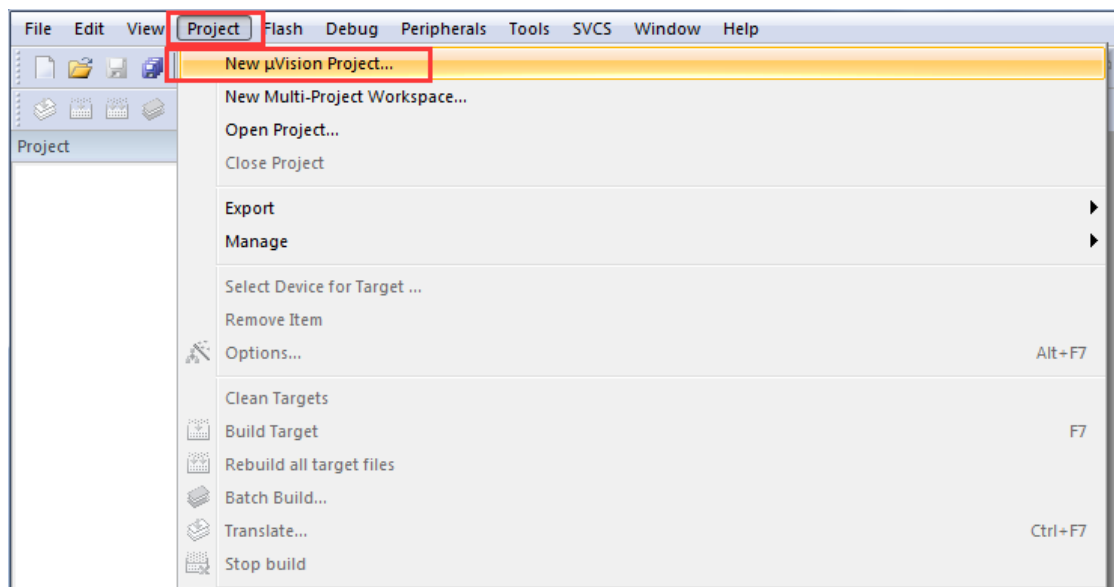 File Edit View Project Flash Debug Peripherals Tools SVCS Window Help
New µVision Project...
New Multi-Project Workspace...
Open Project...
Project
Close Project
Export
Manage
Select Device for Target ...
Remove Item
Options... Alt+F7
Clean Targets
Build Target F7
Rebuild all target files
Batch Build...
Translate... Ctrl+F7
Stop build